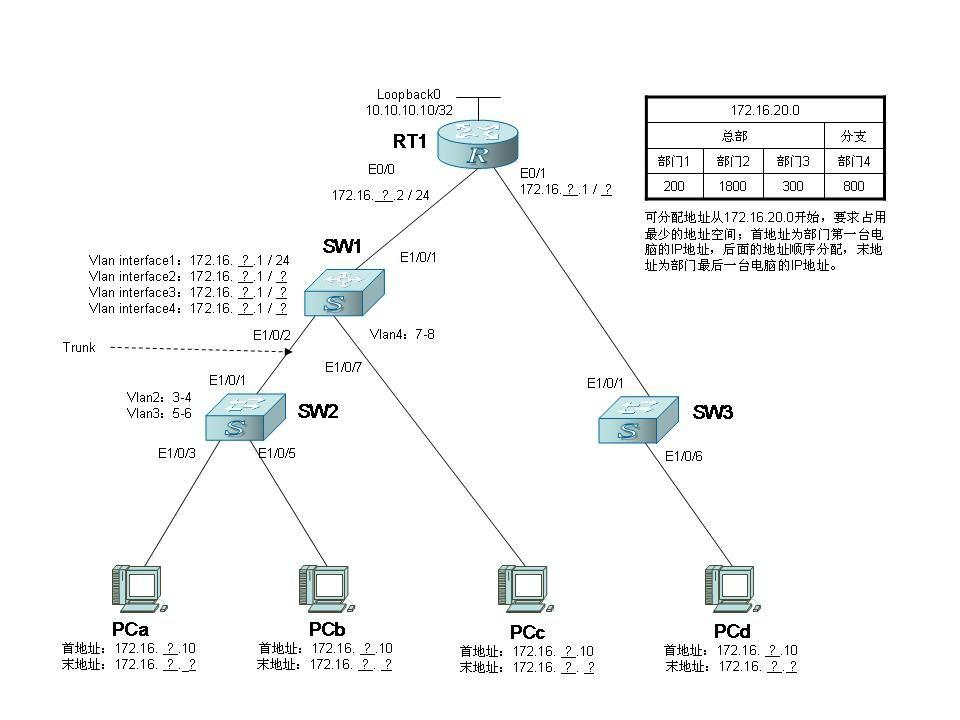 Loopback0
10.10.10.10/32
RT1
R
E0/0
172.16. ? .2 / 24
E0/1
172.16. ? .1 / ?
172.16.20.0
总部 分支
部门1 部门2 部门3 部门4
200 1800 300 800
可分配地址从172.16.20.0开始，要求占用
最少的地址空间；首地址为部门第一台电
脑的IP地址，后面的地址顺序分配，末地
址为部门最后一台电脑的IP地址。
SW1
S
E1/0/1
Vlan interface1：172.16. ? .1 / 24
Vlan interface2：172.16. ? .1 / ?
Vlan interface3：172.16. ? .1 / ?
Vlan interface4：172.16. ? .1 / ?
E1/0/2
Vlan4：7-8
Trunk
E1/0/7
E1/0/1
Vlan2：3-4
Vlan3：5-6
SW2
S
E1/0/3
E1/0/5
E1/0/1
SW3
S
E1/0/6
PCa
首地址：172.16. ? .10
末地址：172.16. ? . ?
PCb
首地址：172.16. ? .10
末地址：172.16. ? . ?
PCc
首地址：172.16. ? .10
末地址：172.16. ? . ?
PCd
首地址：172.16. ? .10
末地址：172.16. ? . ?